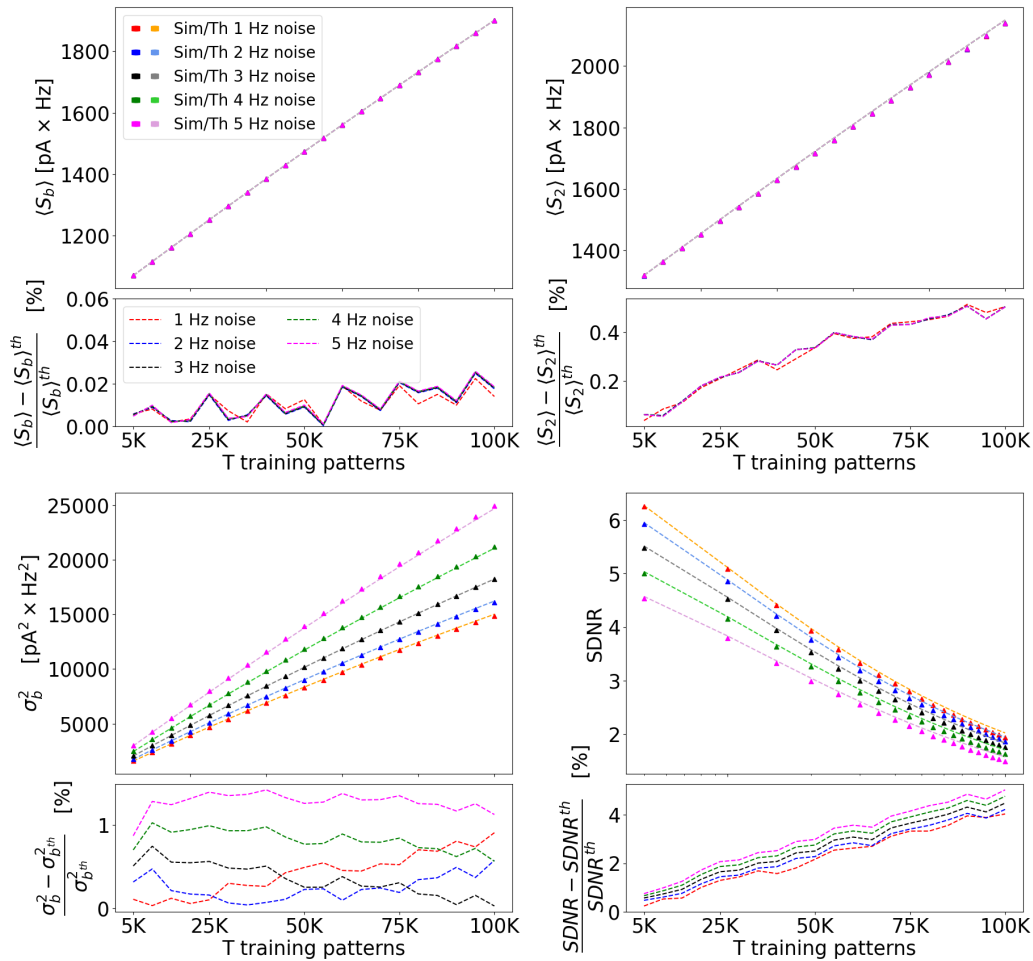 1800
1600
1400
1200
⟨S_b⟩ [pA × Hz]
Sim/Th 1 Hz noise
Sim/Th 2 Hz noise
Sim/Th 3 Hz noise
Sim/Th 4 Hz noise
Sim/Th 5 Hz noise
2000
1800
1600
1400
⟨S_2⟩ [pA × Hz]
0.06
0.04
0.02
0.00
(⟨S_b⟩ − ⟨S_b⟩^th) / ⟨S_b⟩^th [%]
1 Hz noise
2 Hz noise
3 Hz noise
4 Hz noise
5 Hz noise
5K 25K 50K 75K 100K
T training patterns
0.4
0.2
(⟨S_2⟩ − ⟨S_2⟩^th) / ⟨S_2⟩^th [%]
5K 25K 50K 75K 100K
T training patterns
25000
20000
15000
10000
5000
σ_b^2 [pA^2 × Hz^2]
6
5
4
3
2
SDNR
1
0
(σ_b^2 − σ_b^2^th) / σ_b^2^th [%]
5K 25K 50K 75K 100K
T training patterns
4
2
0
(SDNR − SDNR^th) / SDNR^th [%]
5K 25K 50K 75K 100K
T training patterns